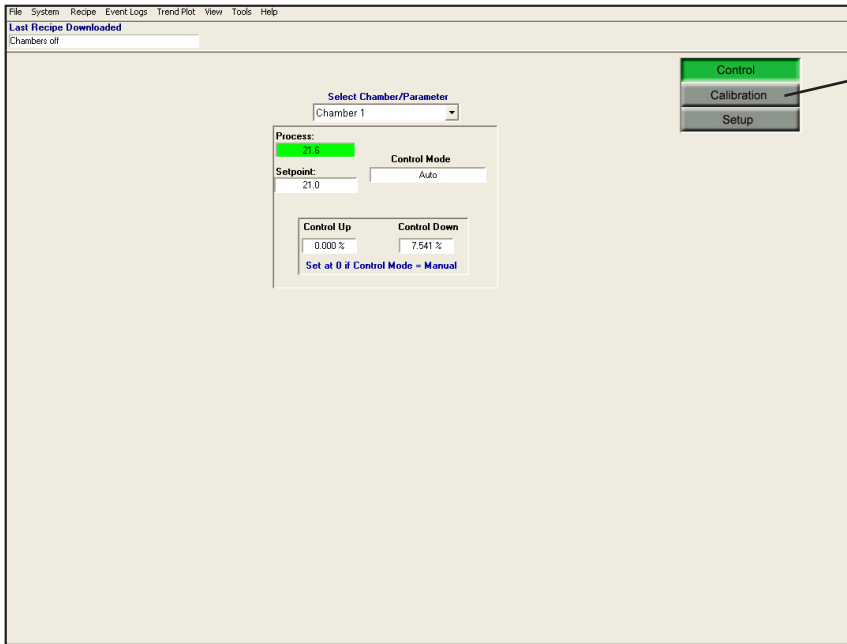 File System Recipe Event Logs Trend Plot View Tools Help
Last Recipe Downloaded
Chambers off
Control
Calibration
Setup
Select Chamber/Parameter
Chamber 1
Process:
21.6
Control Mode
Auto
Setpoint:
21.0
Control Up Control Down
0.000 % 7.541 %
Set at 0 if Control Mode = Manual